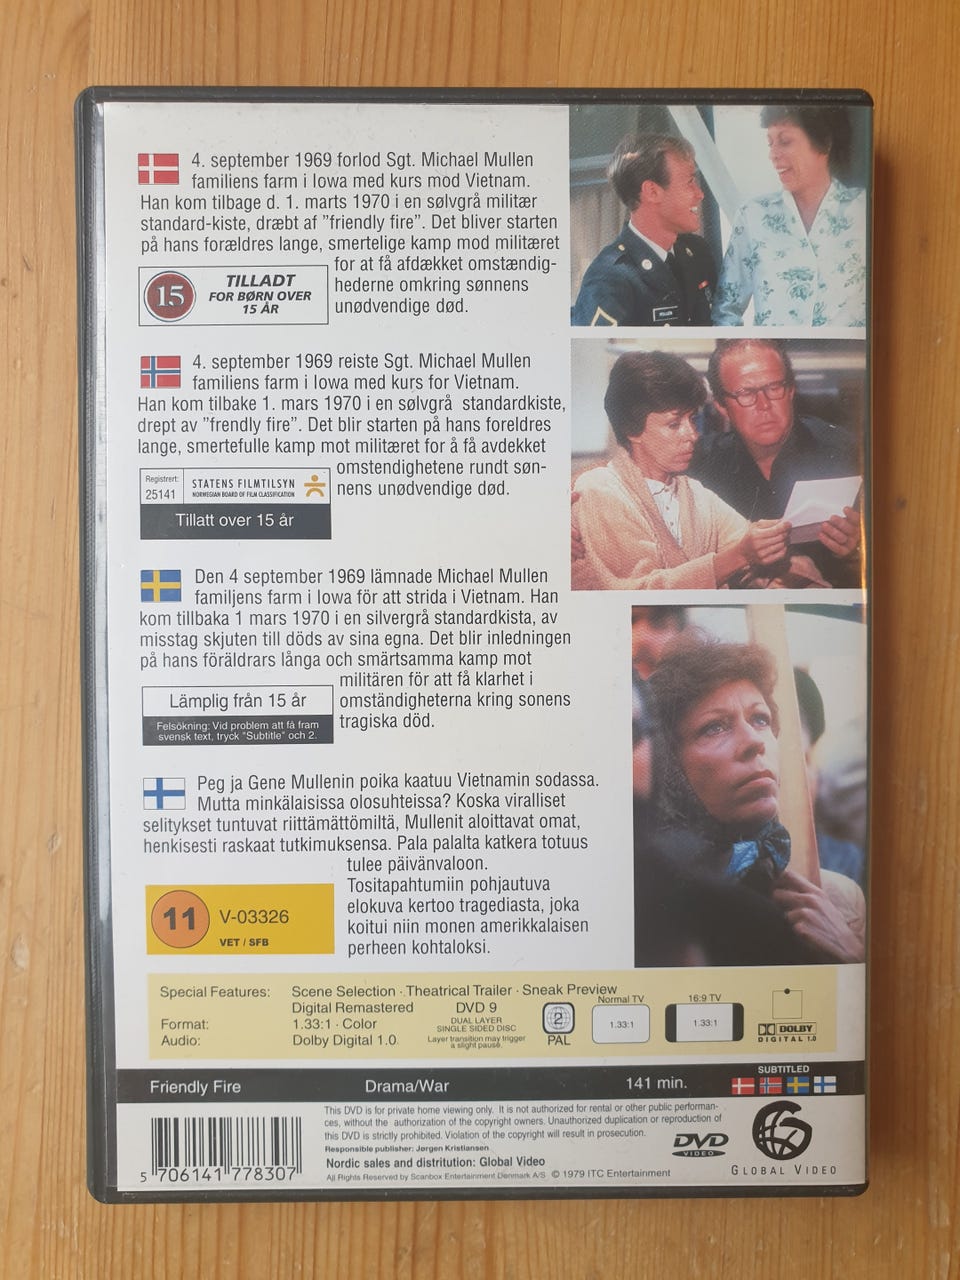 4. september 1969 forlod Sgt. Michael Mullen
familiens farm i Iowa med kurs mod Vietnam.
Han kom tilbage d. 1. marts 1970 i en sølvgrå militær
standard-kiste, dræbt af "friendly fire". Det bliver starten
på hans forældres lange, smertelige kamp mod militæret
for at få afdækket omstændig-
hederne omkring sønnens
unødvendige død.
15
TILLADT
FOR BØRN OVER
15 ÅR
4. september 1969 reiste Sgt. Michael Mullen
familiens farm i Iowa med kurs for Vietnam.
Han kom tilbake 1. mars 1970 i en sølvgrå standardkiste,
drept av "frendly fire". Det blir starten på hans foreldres
lange, smertefulle kamp mot militæret for å få avdekket
omstendighetene rundt søn-
nens unødvendige død.
Registrert:
25141
STATENS FILMTILSYN
NORWEGIAN BOARD OF FILM CLASSIFICATION
Tillatt over 15 år
Den 4 september 1969 lämnade Michael Mullen
familjens farm i Iowa för att strida i Vietnam. Han
kom tillbaka 1 mars 1970 i en silvergrå standardkista, av
misstag skjuten till döds av sina egna. Det blir inledningen
på hans föräldrars långa och smärtsamma kamp mot
militären för att få klarhet i
omständigheterna kring sonens
tragiska död.
Lämplig från 15 år
Felsökning: Vid problem att få fram
svensk text, tryck "Subtitle" och 2.
Peg ja Gene Mullenin poika kaatuu Vietnamin sodassa.
Mutta minkälaisissa olosuhteissa? Koska viralliset
selitykset tuntuvat riittämättömiltä, Mullenit aloittavat omat,
henkisesti raskaat tutkimuksensa. Pala palalta katkera totuus
tulee päivänvaloon.
Tositapahtumiin pohjautuva
elokuva kertoo tragediasta, joka
koitui niin monen amerikkalaisen
perheen kohtaloksi.
11
V-03326
VET / SFB
Special Features: Scene Selection · Theatrical Trailer · Sneak Preview
Digital Remastered
Format: 1.33:1 · Color
Audio: Dolby Digital 1.0
DVD 9
DUAL LAYER
SINGLE SIDED DISC
Layer transition may trigger
a slight pause.
2
PAL
Normal TV
1.33:1
16:9 TV
1.33:1
DOLBY
DIGITAL 1.0
Friendly Fire Drama/War 141 min.
SUBTITLED
This DVD is for private home viewing only. It is not authorized for rental or other public performan-
ces, without the authorization of the copyright owners. Unauthorized duplication or reproduction of
this DVD is strictly prohibited. Violation of the copyright will result in prosecution.
Responsible publisher: Jørgen Kristiansen
Nordic sales and distritution: Global Video
All Rights Reserved by Scanbox Entertainment Denmark A/S © 1979 ITC Entertainment
5 706141 778307
DVD
VIDEO
GLOBAL VIDEO